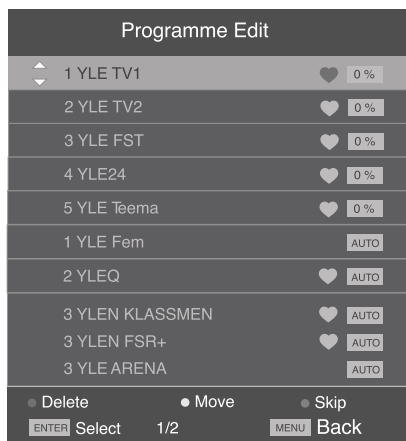 Programme Edit
1 YLE TV1 0 %
2 YLE TV2 0 %
3 YLE FST 0 %
4 YLE24 0 %
5 YLE Teema 0 %
1 YLE Fem AUTO
2 YLEQ AUTO
3 YLEN KLASSMEN AUTO
3 YLEN FSR+ AUTO
3 YLE ARENA AUTO
Delete Move Skip
ENTER Select 1/2 MENU Back